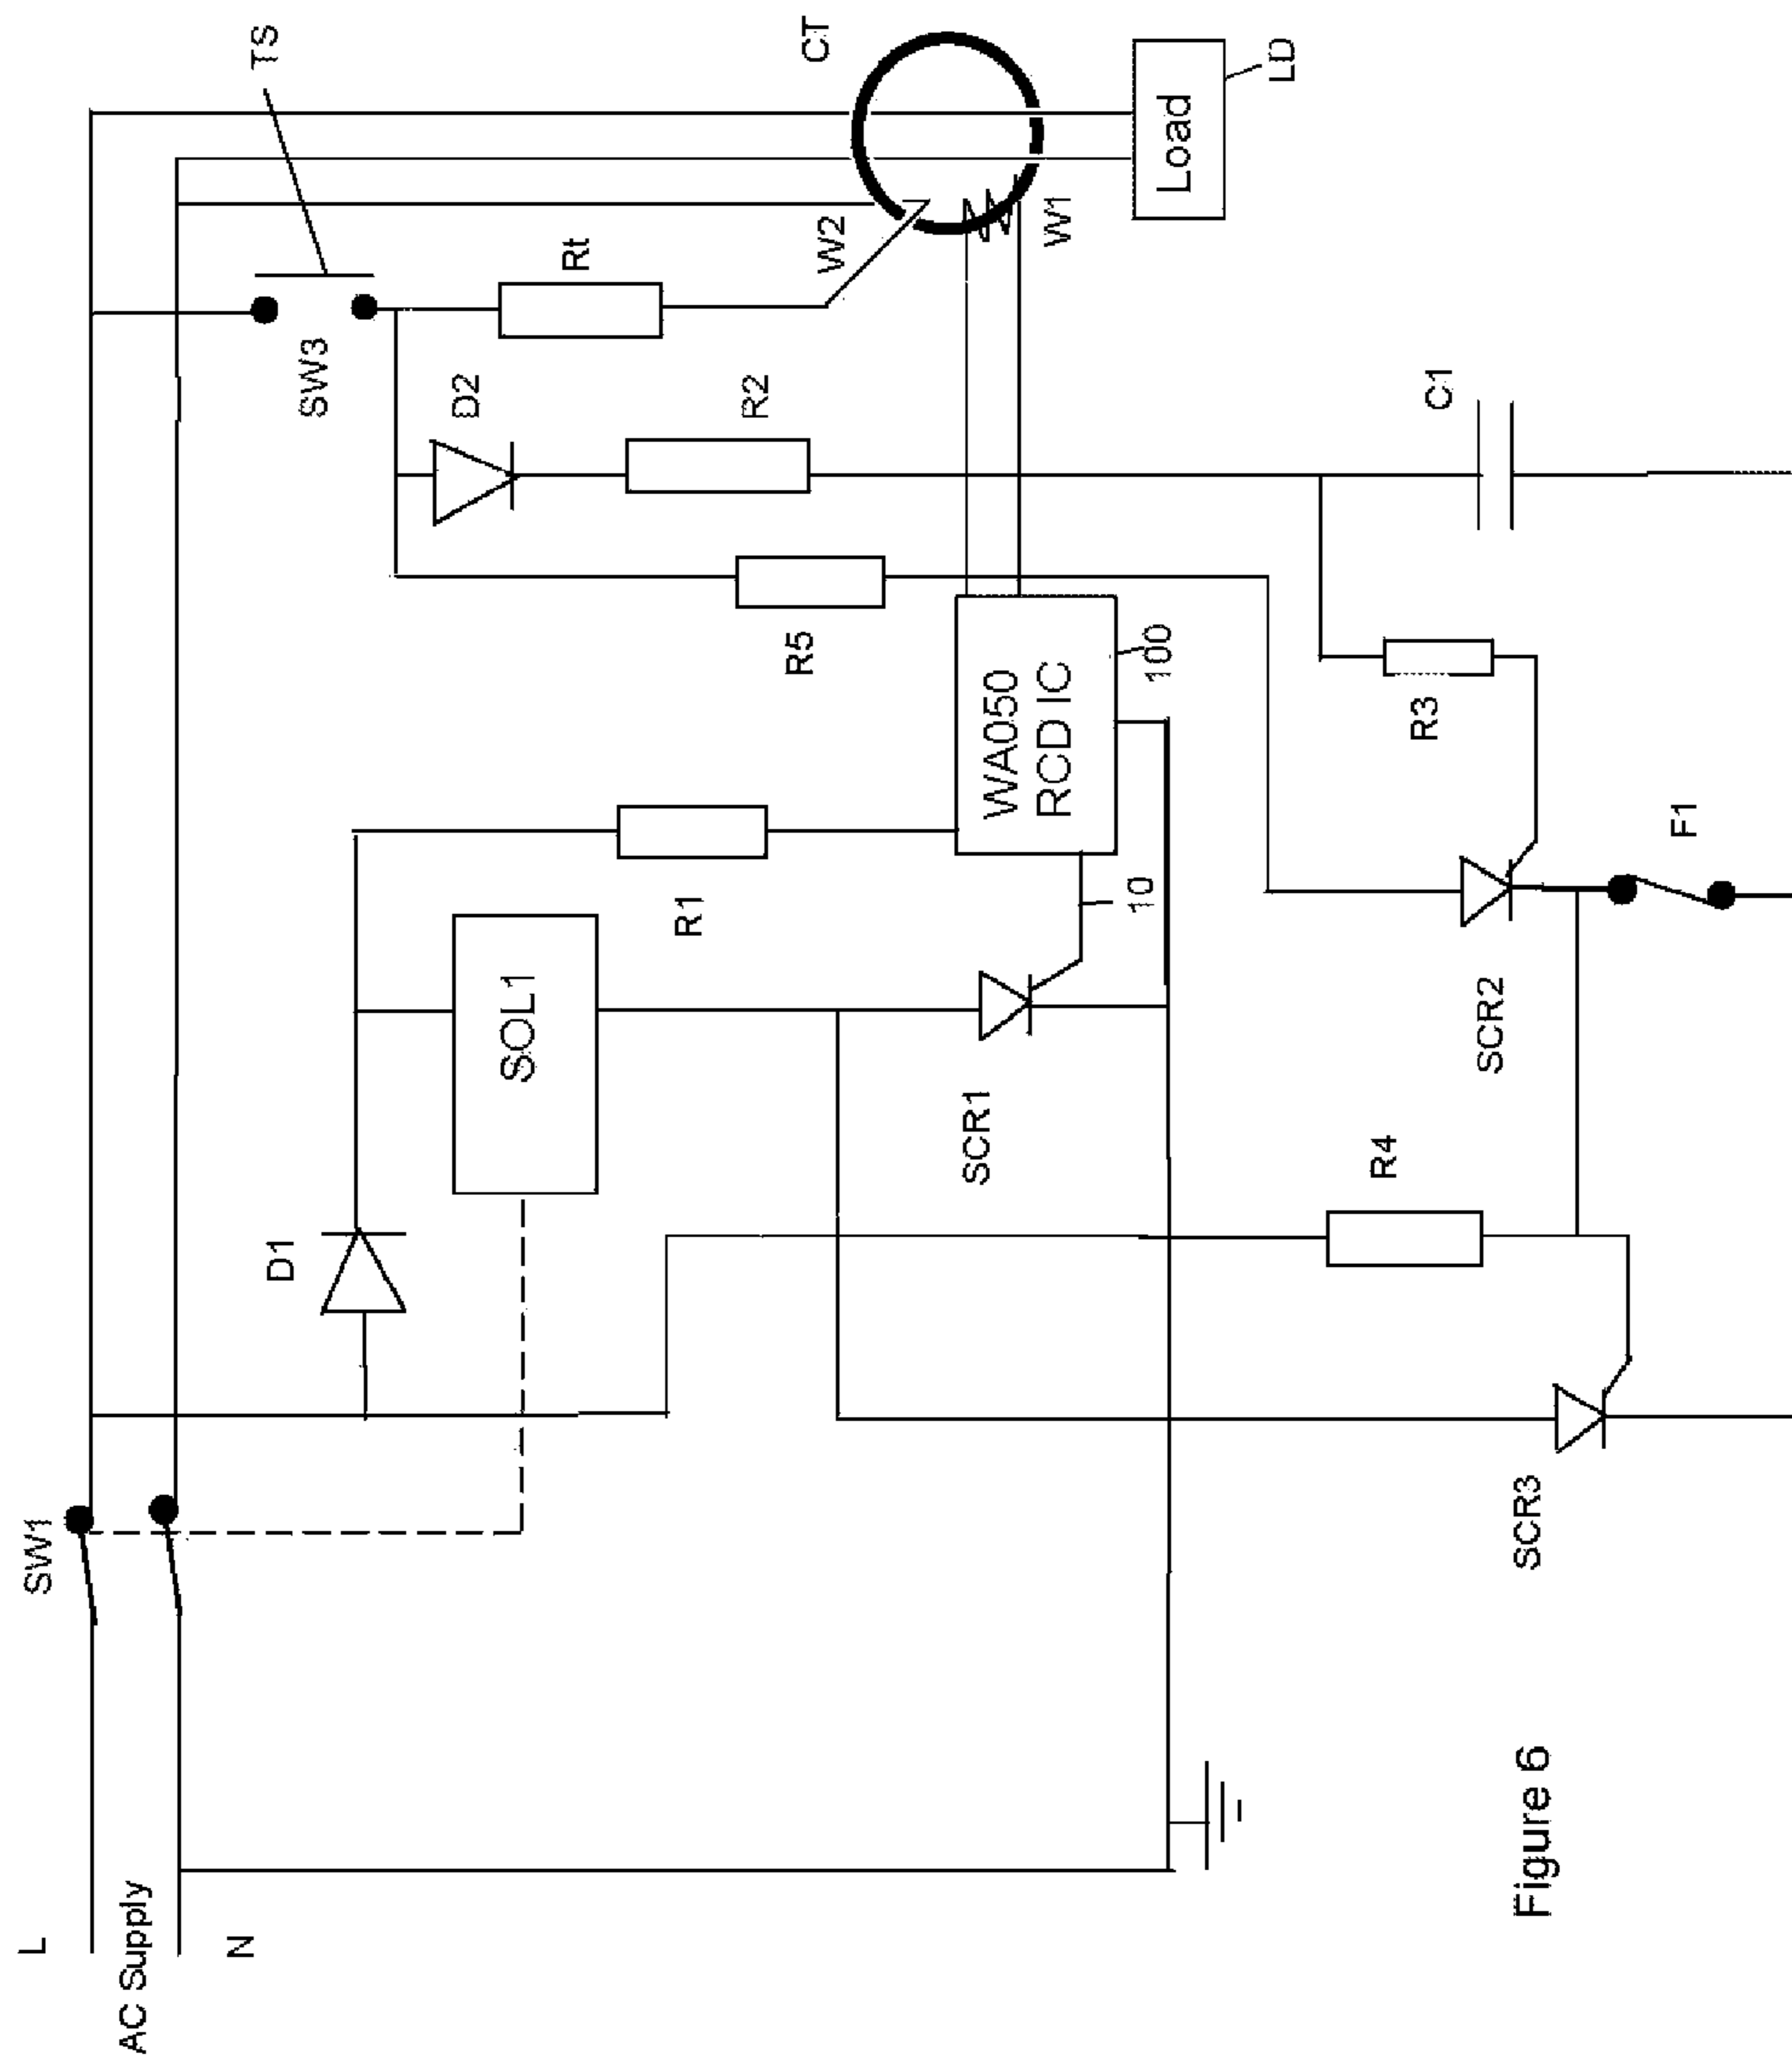 L
AC Supply
N
SW1
D1
SOL1
R1
SCR1
10
WA050
RCD IC
100
R5
D2
R2
SW3
TS
Rt
W2
CT
W1
Load
LD
C1
R3
F1
SCR2
R4
SCR3
Figure 6